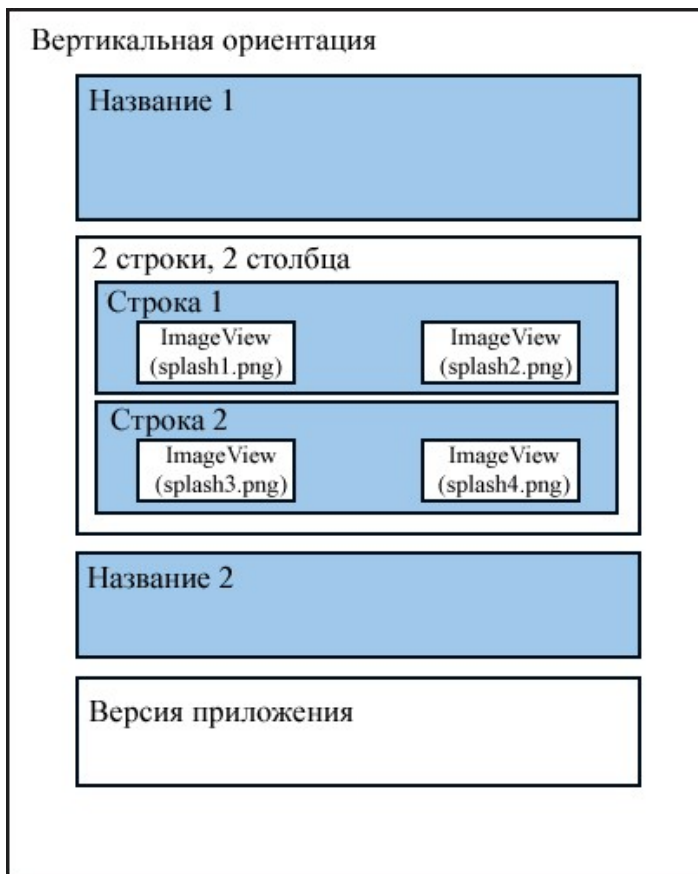 Вертикальная ориентация
Название 1
2 строки, 2 столбца
Строка 1
ImageView
(splash1.png)
ImageView
(splash2.png)
Строка 2
ImageView
(splash3.png)
ImageView
(splash4.png)
Название 2
Версия приложения